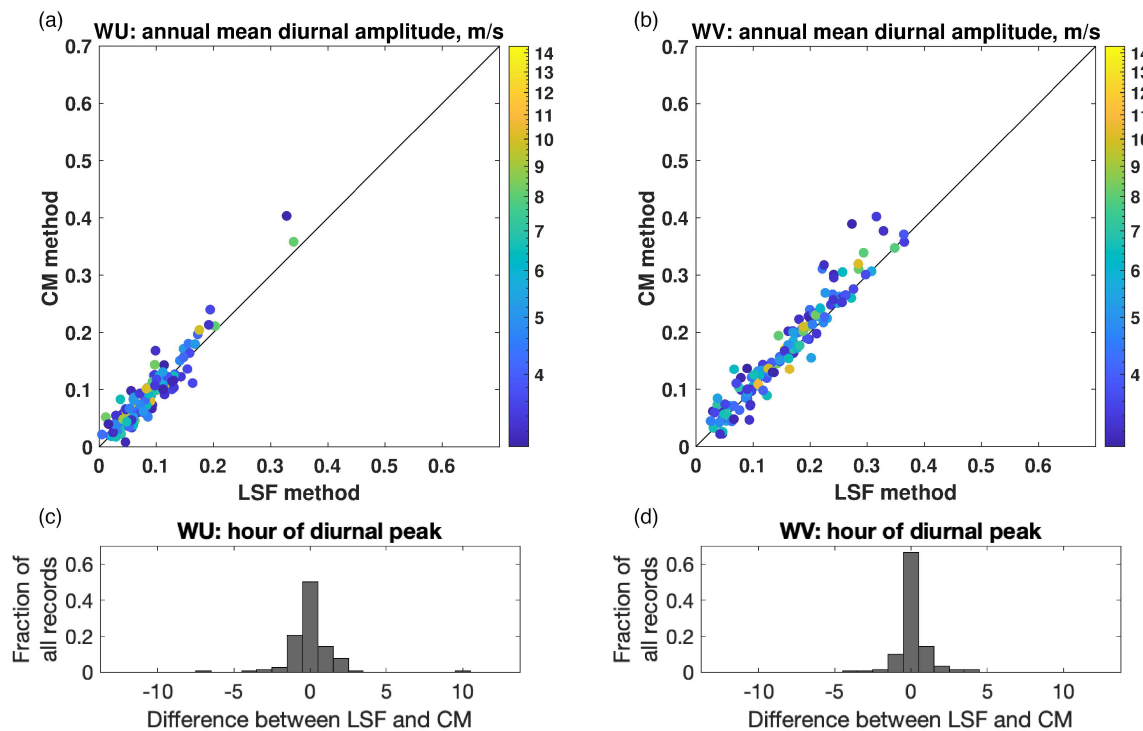 (a)
WU: annual mean diurnal amplitude, m/s
0.7
0.6
0.5
0.4
0.3
0.2
0.1
0
CM method
0 0.1 0.2 0.3 0.4 0.5 0.6
LSF method
14
13
12
11
10
9
8
7
6
5
4
(b)
WV: annual mean diurnal amplitude, m/s
0.7
0.6
0.5
0.4
0.3
0.2
0.1
0
CM method
0 0.1 0.2 0.3 0.4 0.5 0.6
LSF method
14
13
12
11
10
9
8
7
6
5
4
(c)
WU: hour of diurnal peak
Fraction of
all records
0.6
0.4
0.2
0
-10 -5 0 5 10
Difference between LSF and CM
(d)
WV: hour of diurnal peak
Fraction of
all records
0.6
0.4
0.2
0
-10 -5 0 5 10
Difference between LSF and CM